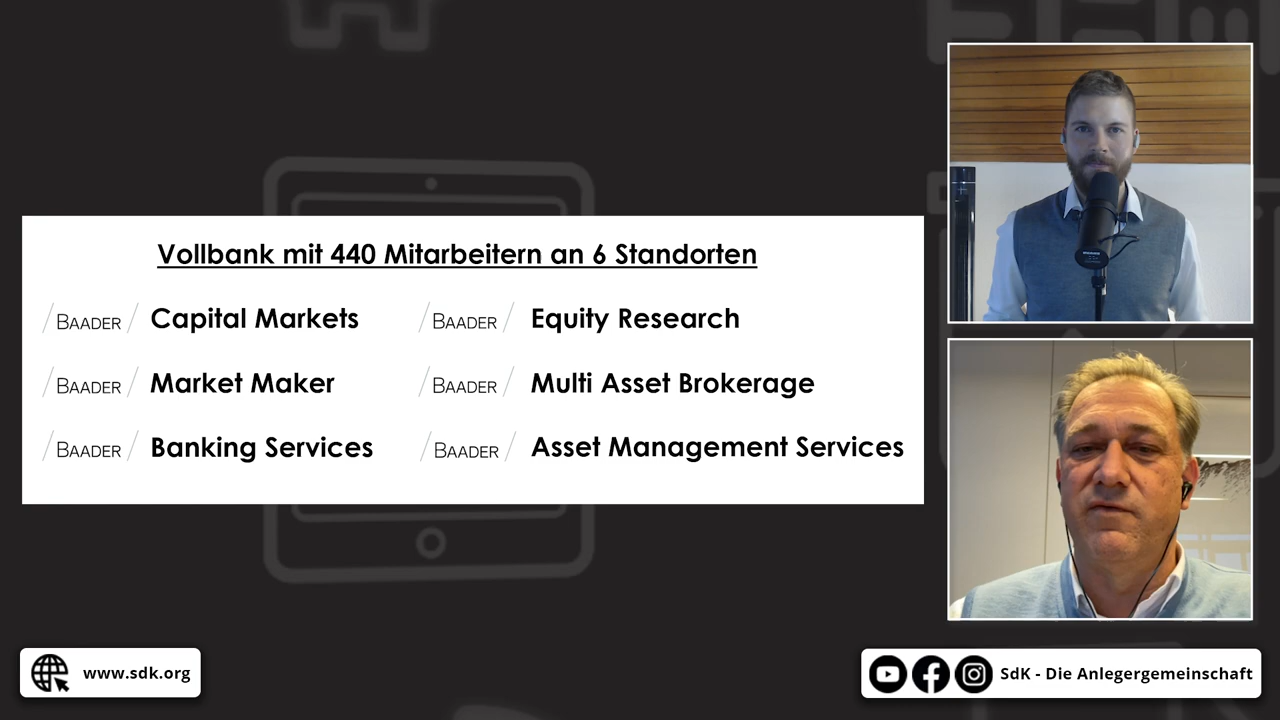 Vollbank mit 440 Mitarbeitern an 6 Standorten
/BAADER/ Capital Markets
/BAADER/ Equity Research
/BAADER/ Market Maker
/BAADER/ Multi Asset Brokerage
/BAADER/ Banking Services
/BAADER/ Asset Management Services
www.sdk.org
SdK - Die Anlegergemeinschaft